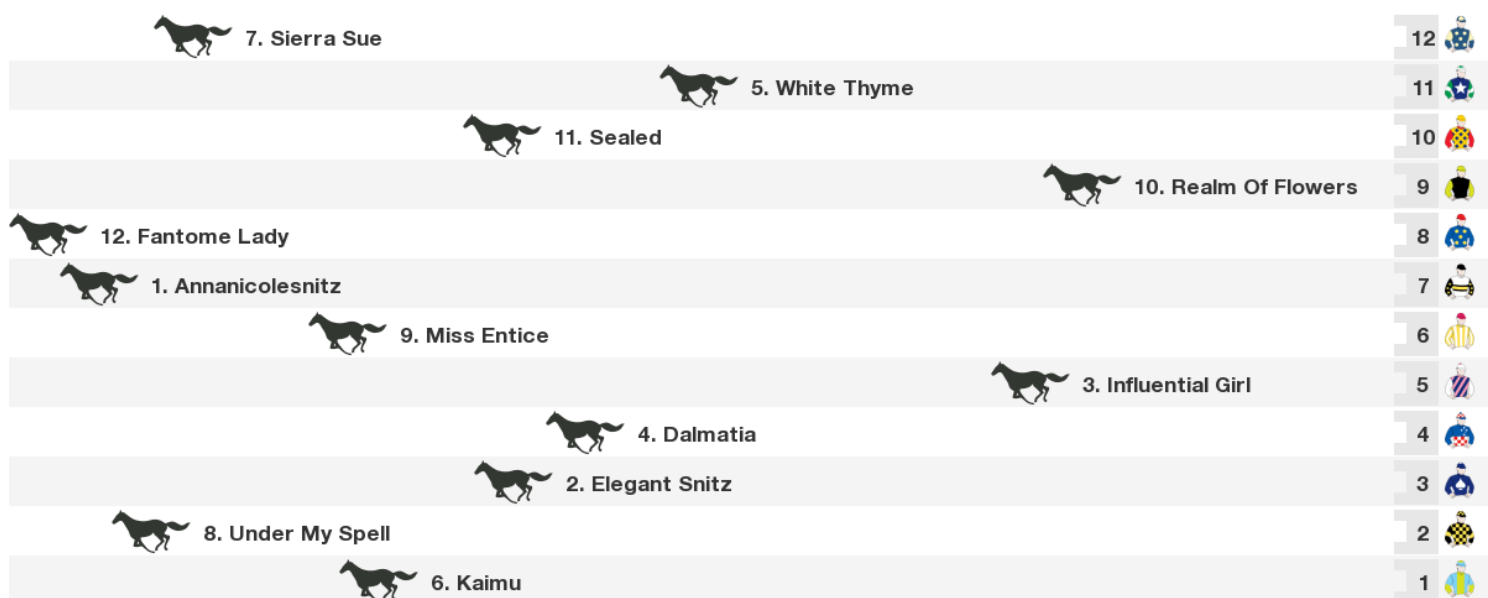 7. Sierra Sue 12
5. White Thyme 11
11. Sealed 10
10. Realm Of Flowers 9
12. Fantome Lady 8
1. Annanicolesnitz 7
9. Miss Entice 6
3. Influential Girl 5
4. Dalmatia 4
2. Elegant Snitz 3
8. Under My Spell 2
6. Kaimu 1